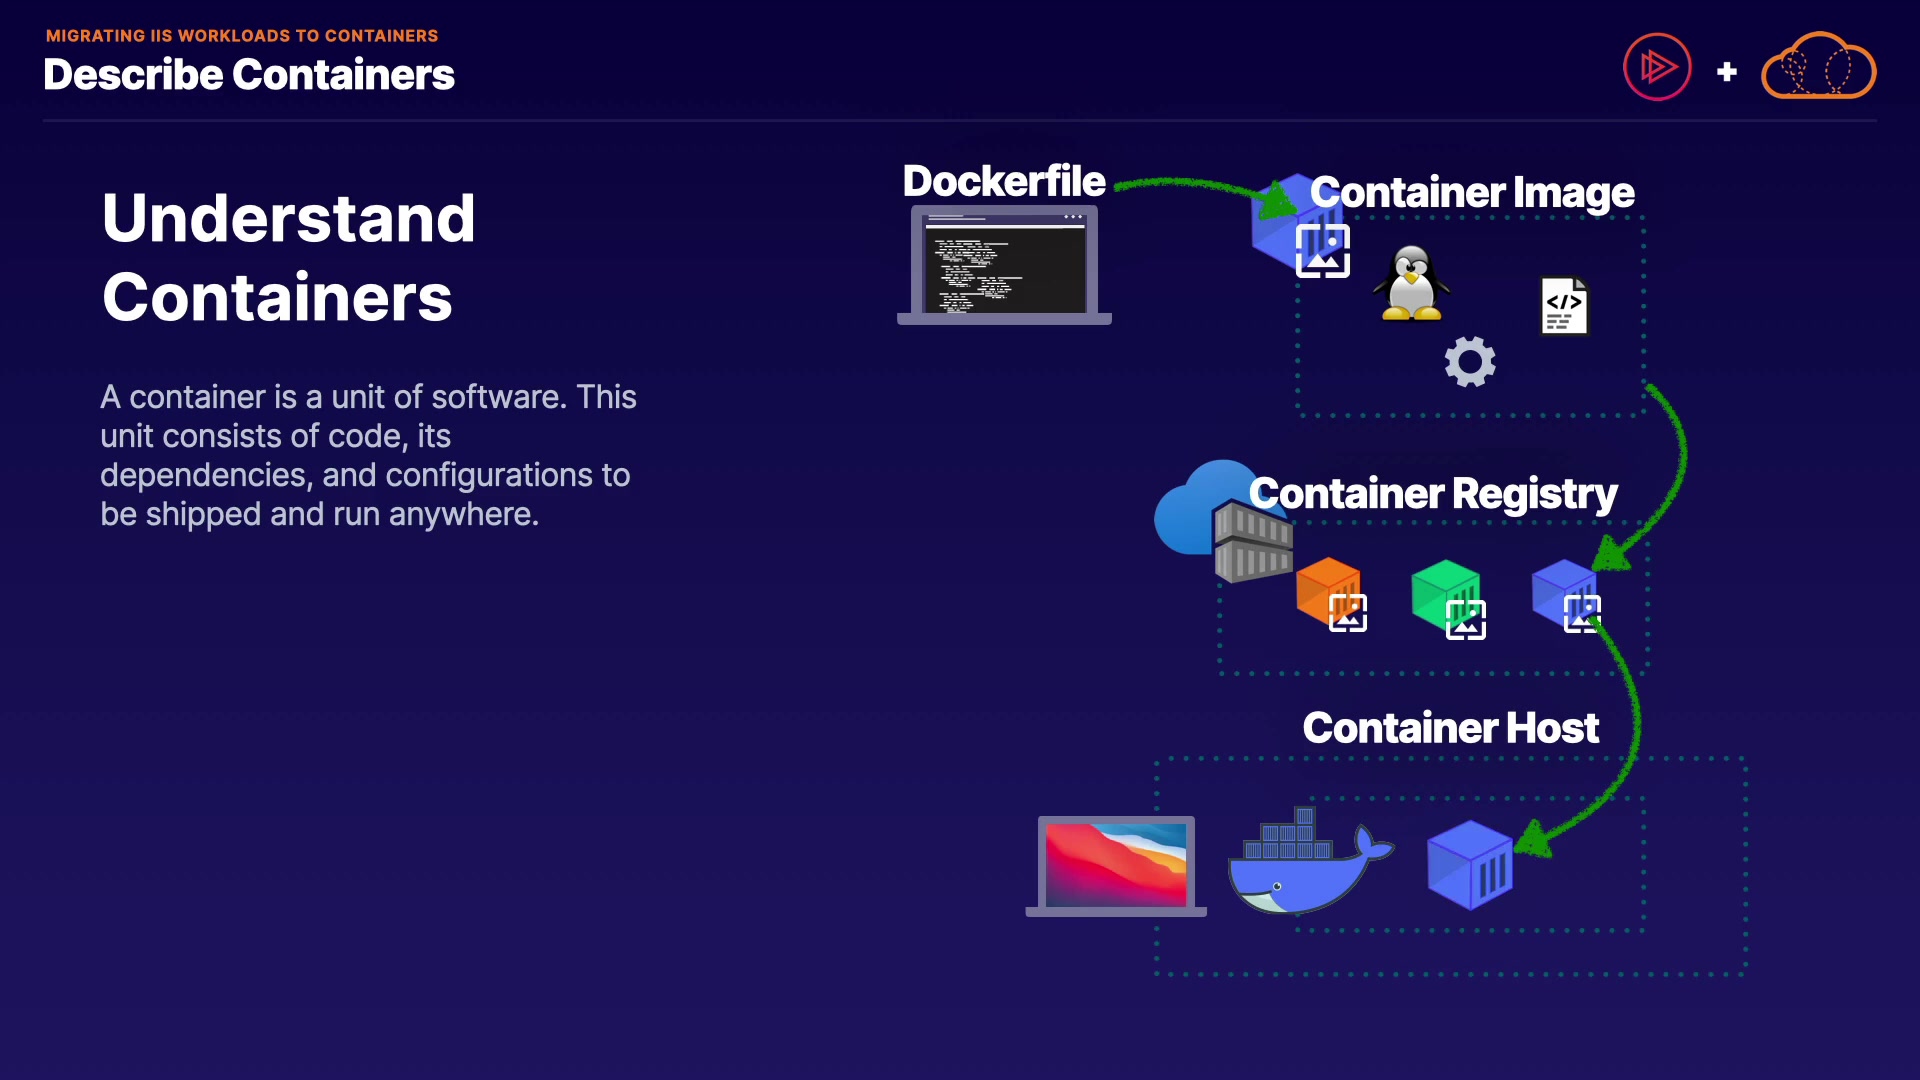 MIGRATING IIS WORKLOADS TO CONTAINERS
Describe Containers
Understand
Containers
A container is a unit of software. This
unit consists of code, its
dependencies, and configurations to
be shipped and run anywhere.
Dockerfile
Container Image
</>
Container Registry
Container Host